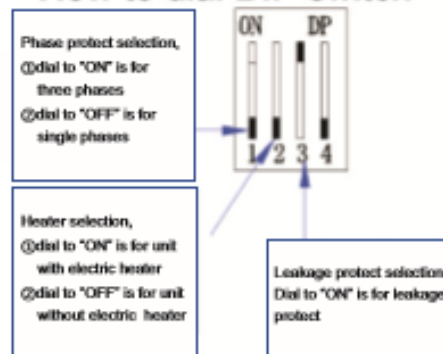 ON DP
1 2 3 4
Phase protect selection,
①dial to "ON" is for
three phases
②dial to "OFF" is for
single phases
Heater selection,
①dial to "ON" is for unit
with electric heater
②dial to "OFF" is for unit
without electric heater
Leakage protect selection
Dial to "ON" is for leakage
protect